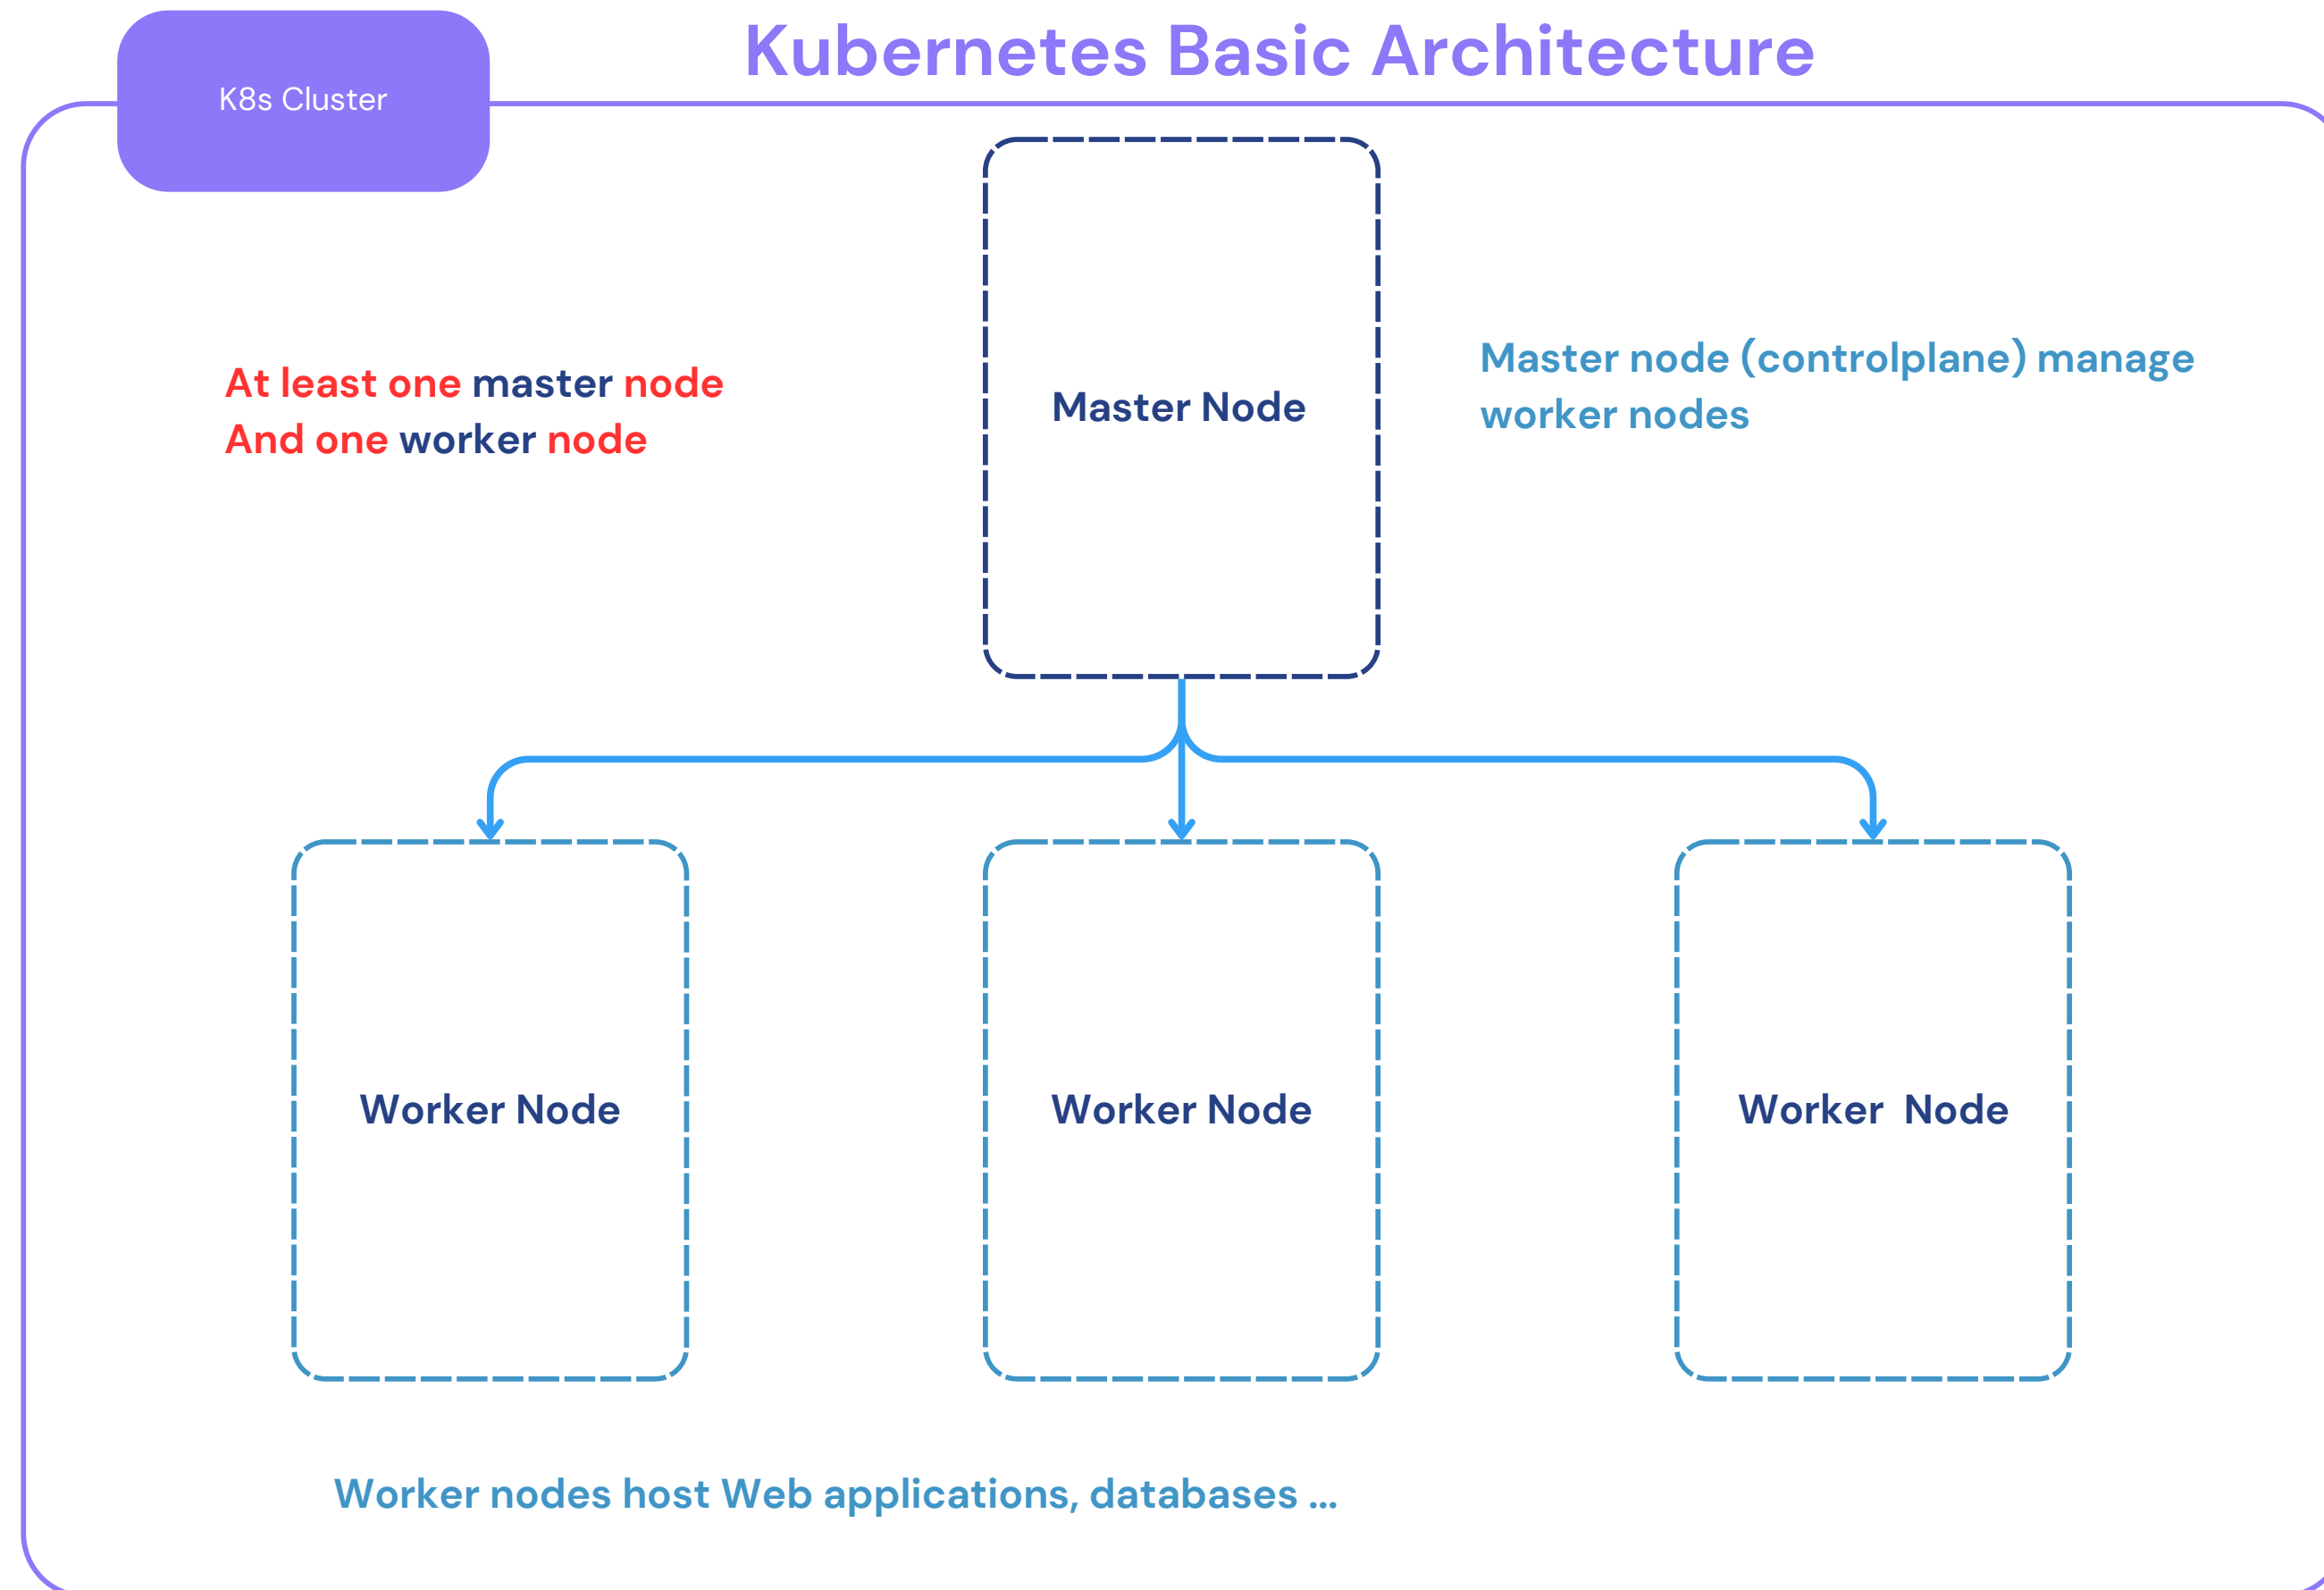 Kubernetes Basic Architecture
K8s Cluster
At least one master node
And one worker node
Master Node
Master node (controlplane) manage
worker nodes
Worker Node
Worker Node
Worker  Node
Worker nodes host Web applications, databases ...